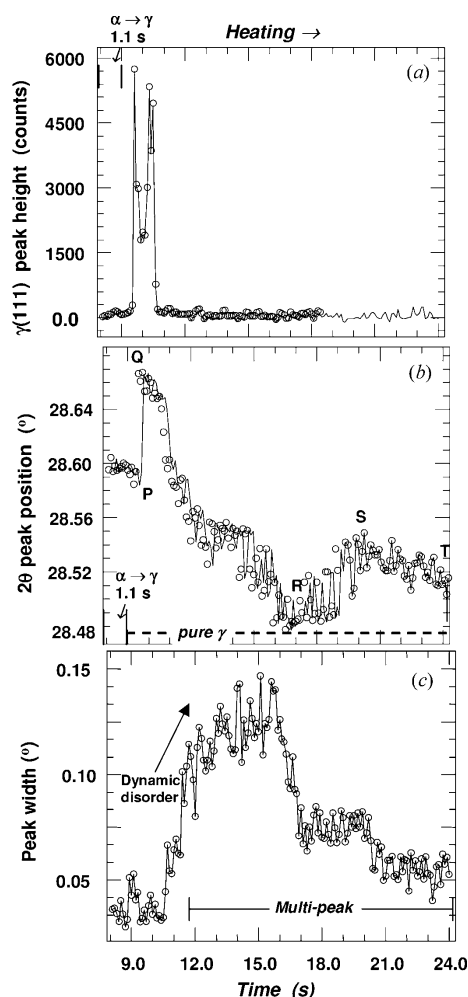 α → γ
1.1 s
Heating →
(a)
6000
4500
3000
1500
0.0
γ(111) peak height (counts)
(b)
Q
28.64
28.60
28.56
28.52
28.48
2θ peak position (º)
P
S
R
T
α → γ
1.1 s
pure γ
(c)
0.15
0.10
0.05
Peak width (º)
Dynamic
disorder
Multi-peak
9.0 12.0 15.0 18.0 21.0 24.0
Time (s)